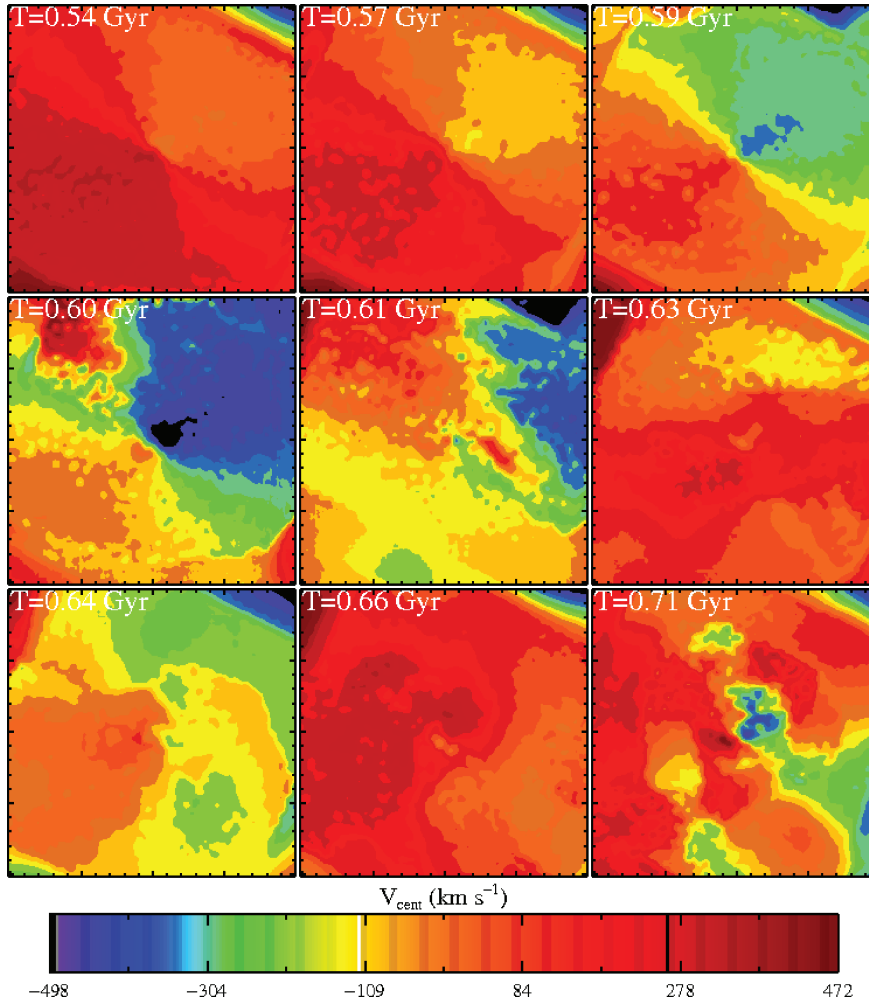 T=0.54 Gyr T=0.57 Gyr T=0.59 Gyr
T=0.60 Gyr T=0.61 Gyr T=0.63 Gyr
T=0.64 Gyr T=0.66 Gyr T=0.71 Gyr
V_cent (km s⁻¹)
−498 −304 −109 84 278 472